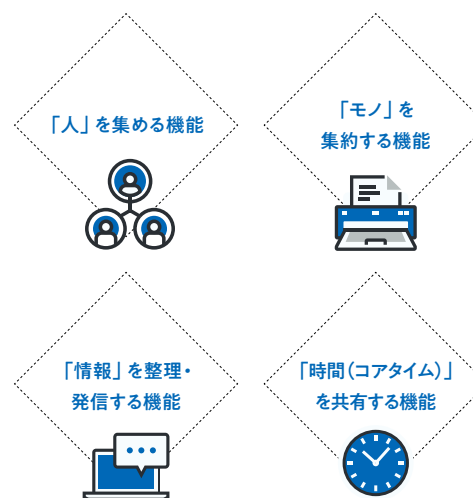 「人」を集める機能
「モノ」を
集約する機能
「情報」を整理・
発信する機能
「時間(コアタイム)」
を共有する機能